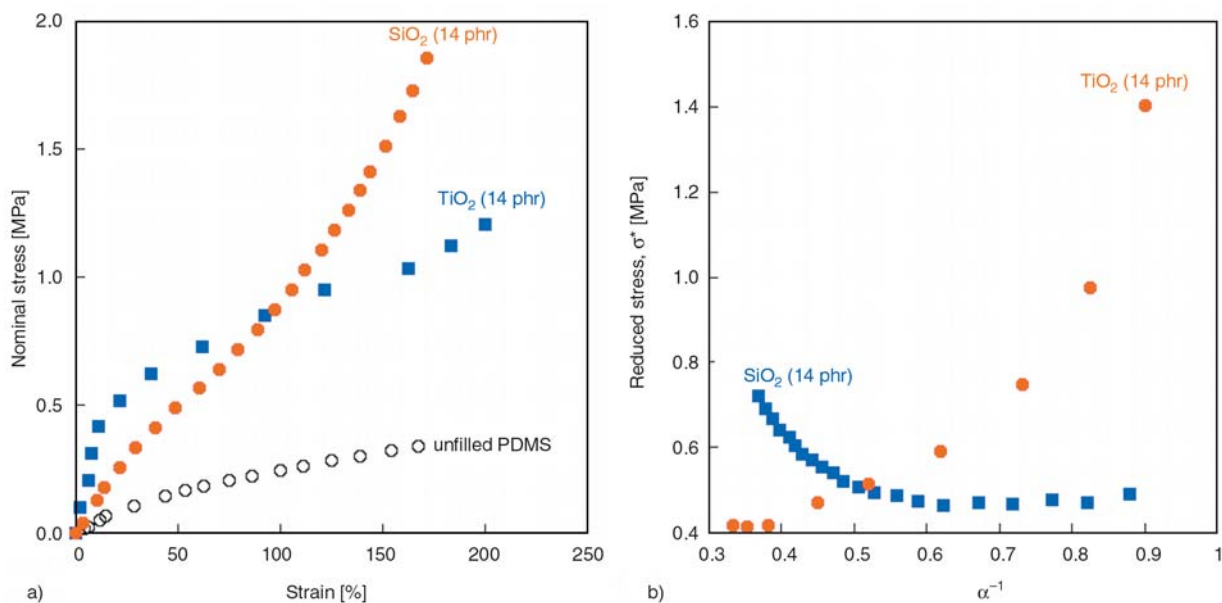 2.0
1.5
1.0
0.5
0.0
Nominal stress [MPa]
SiO₂ (14 phr)
TiO₂ (14 phr)
unfilled PDMS
50
100
150
200
250
Strain [%]
a)
1.6
1.4
1.2
1.0
0.8
0.6
0.4
Reduced stress, σ* [MPa]
TiO₂ (14 phr)
SiO₂ (14 phr)
0.3
0.4
0.5
0.6
0.7
0.8
0.9
1
α⁻¹
b)